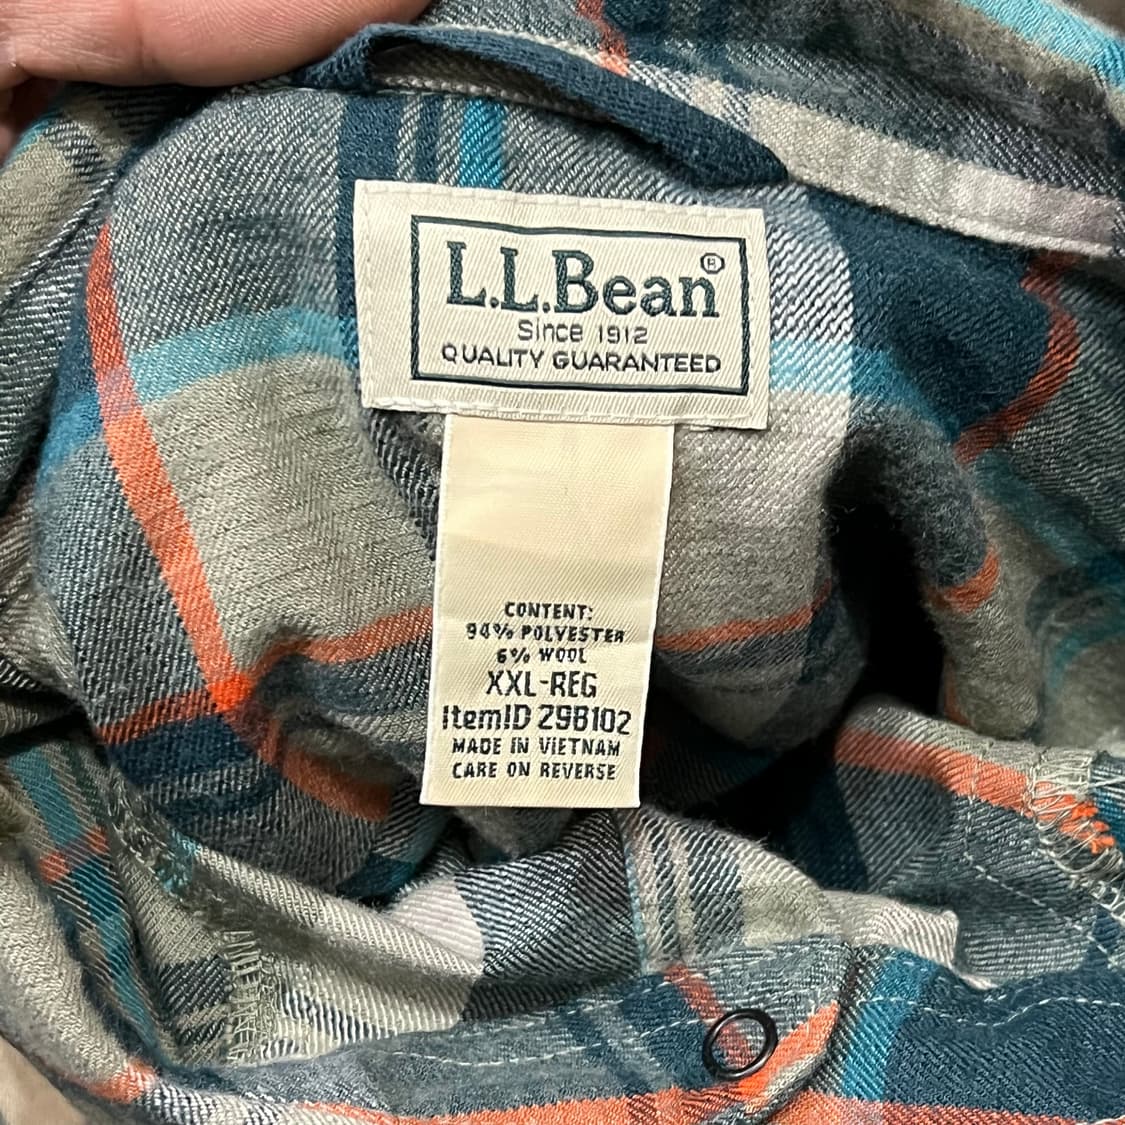 L.L.Bean®
Since 1912
QUALITY GUARANTEED
CONTENT:
94% POLYESTER
6% WOOL
XXL-REG
ItemID Z9B102
MADE IN VIETNAM
CARE ON REVERSE